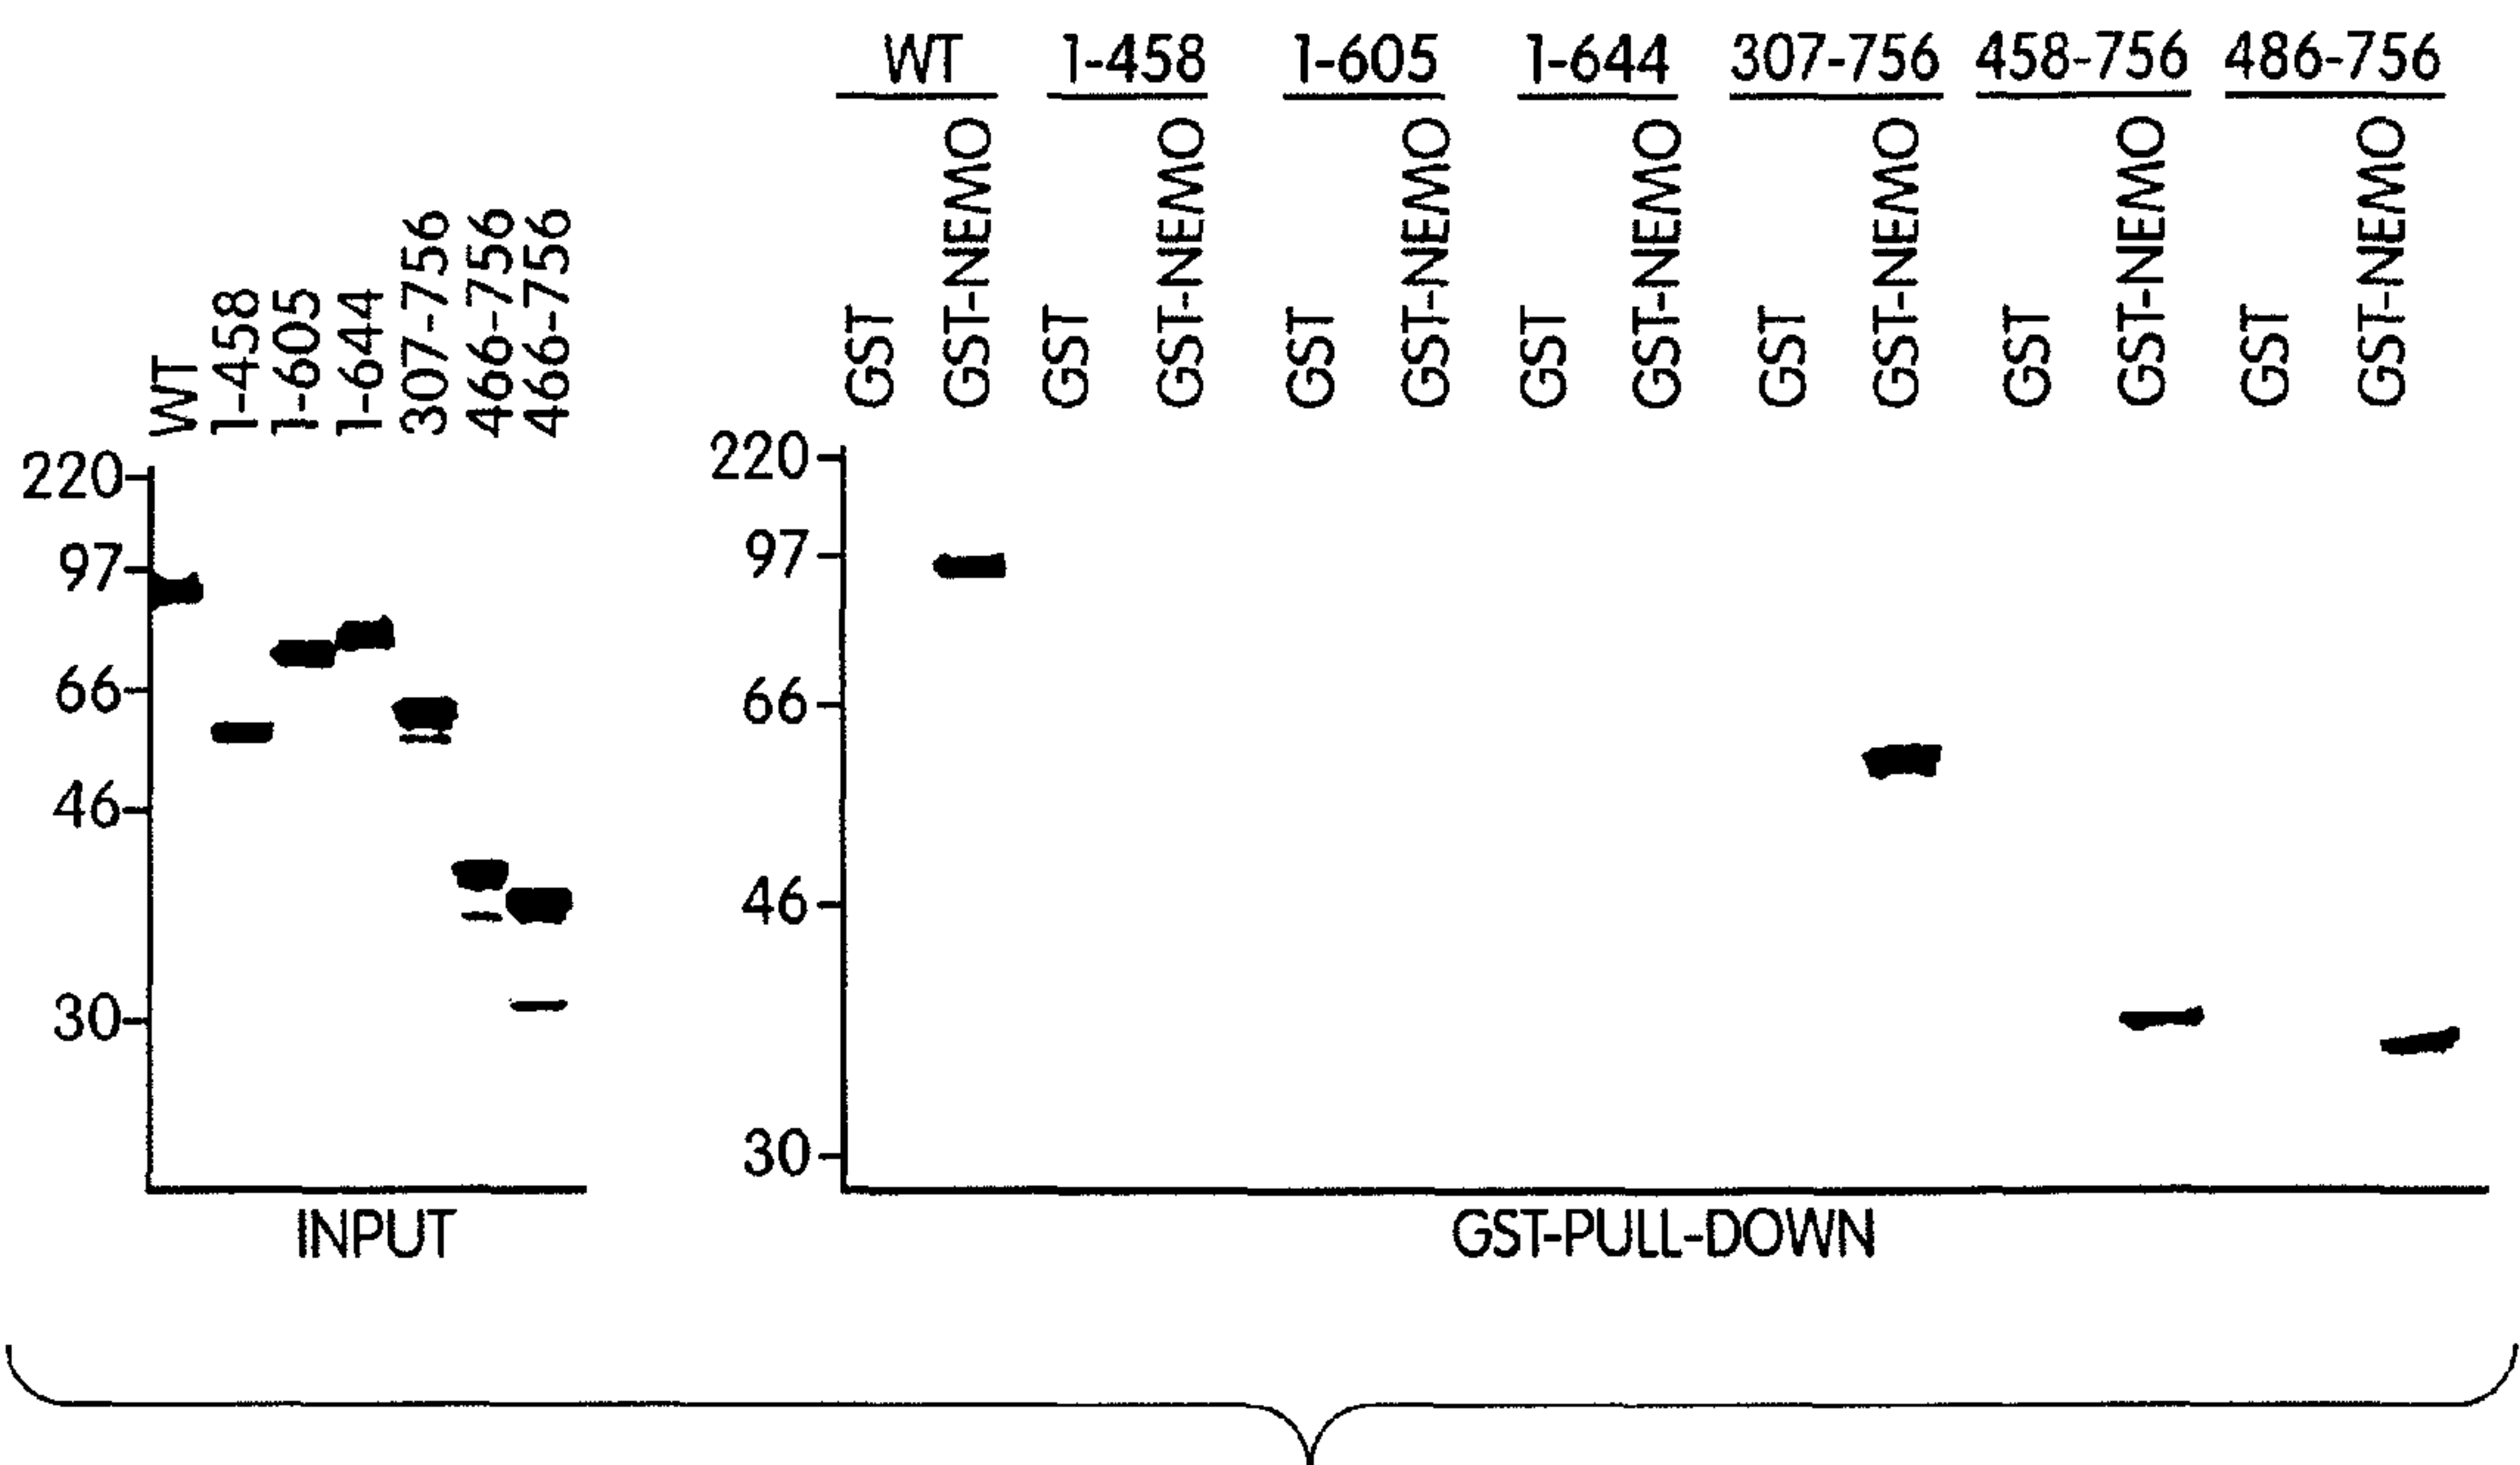 WT 1-458 1-605 1-644 307-756 458-756 486-756
GST GST-NEMO GST GST-NEMO GST GST-NEMO GST GST-NEMO GST GST-NEMO GST GST-NEMO GST GST-NEMO
WT 1-458 1-605 1-644 307-756 466-756 466-756
220
97
66
46
30
INPUT
220
97
66
46
30
GST-PULL-DOWN